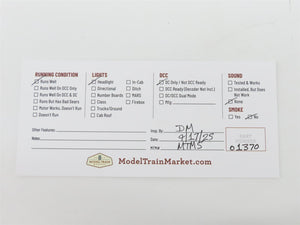 RUNNING CONDITION LIGHTS DCC SOUND
Runs Well Headlight In-Cab DC Only / Not DCC Ready Tested & Works
Runs Well On DCC Only Directional Ditch DCC Ready (Decoder Not Incl.) Installed, But Does Not Work
Runs Well On DCC & DC Number Boards MARS DC/DCC Dual Mode None
Runs But Has Bad Gears Class Firebox Mfg
Motor Works, Doesn't Run Trucks/Ground SMOKE
Doesn't Run Cab Roof Yes No
Other Features: Insp. By: DM
Notes: Date: 9/17/25
MTM# MTMS 01370
ModelTrainMarket.com